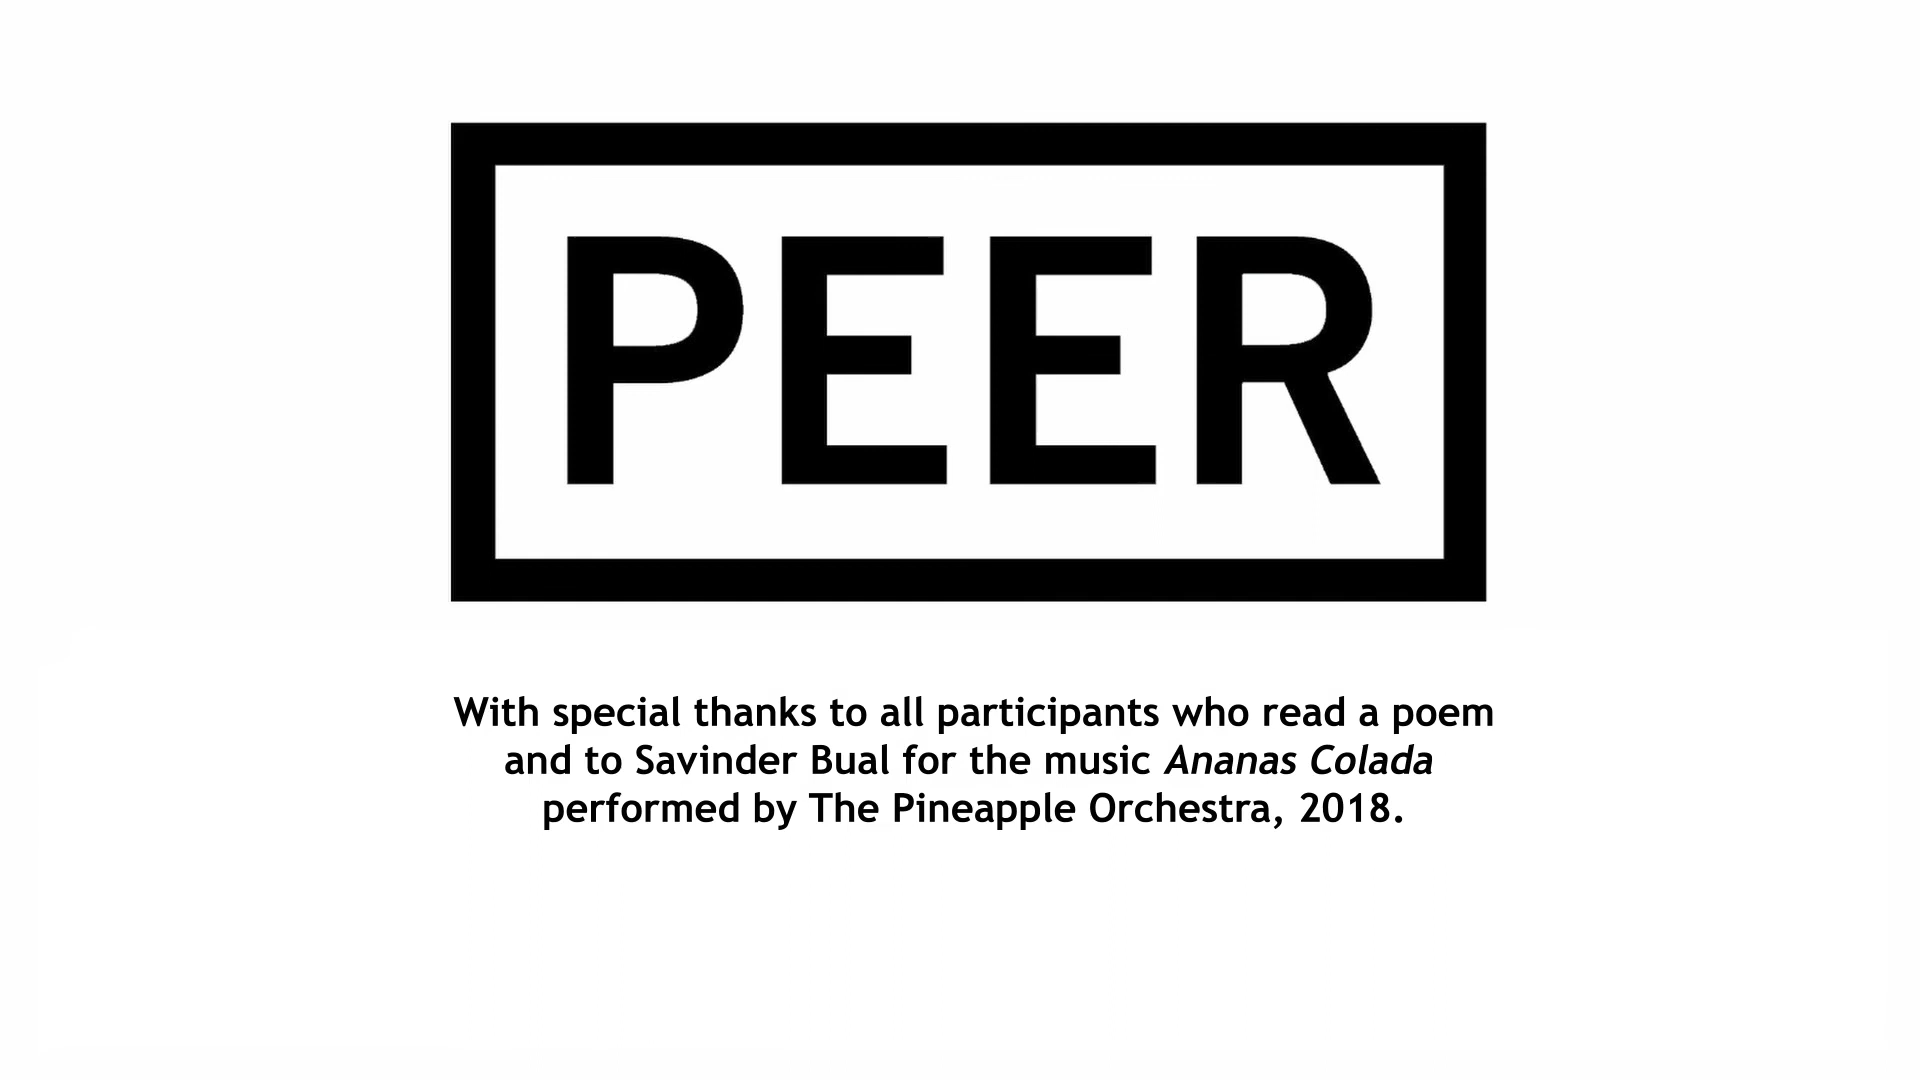 PEER
With special thanks to all participants who read a poem
and to Savinder Bual for the music Ananas Colada
performed by The Pineapple Orchestra, 2018.